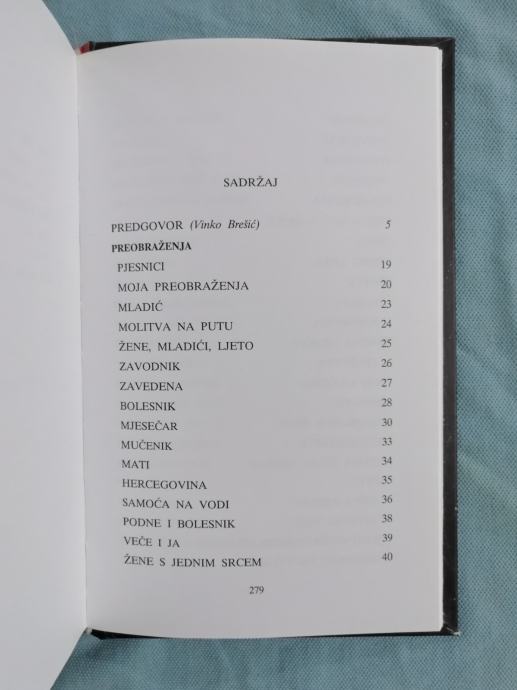 SADRŽAJ
PREDGOVOR (Vinko Brešić) 5
PREOBRAŽENJA
PJESNICI 19
MOJA PREOBRAŽENJA 20
MLADIĆ 23
MOLITVA NA PUTU 24
ŽENE, MLADIĆI, LJETO 25
ZAVODNIK 26
ZAVEDENA 27
BOLESNIK 28
MJESEČAR 30
MUČENIK 33
MATI 34
HERCEGOVINA 35
SAMOĆA NA VODI 36
PODNE I BOLESNIK 38
VEČE I JA 39
ŽENE S JEDNIM SRCEM 40
279